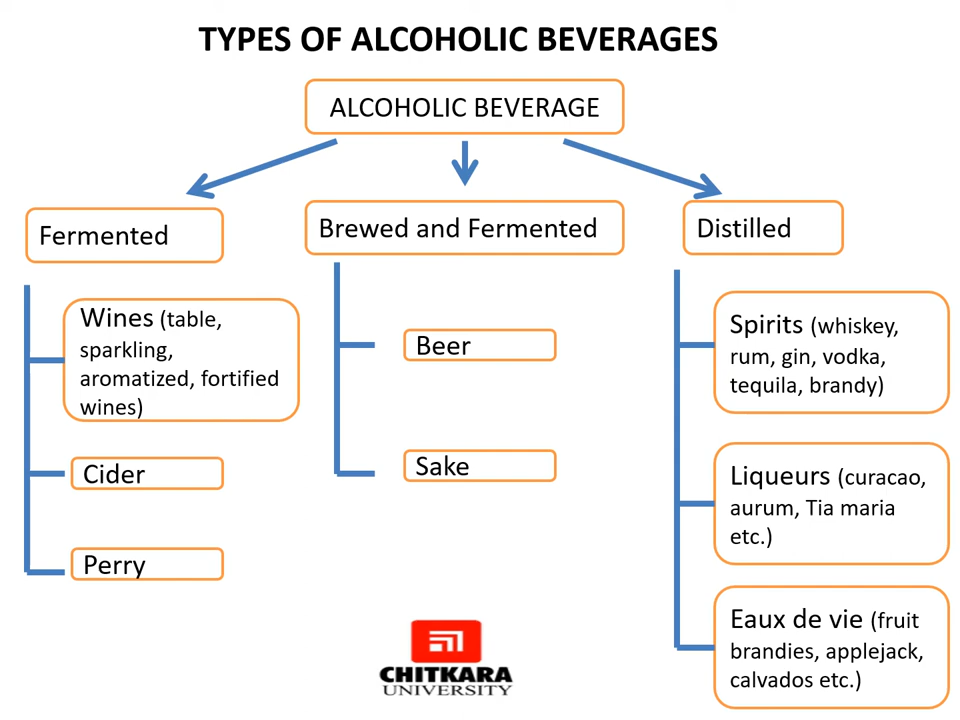 TYPES OF ALCOHOLIC BEVERAGES
ALCOHOLIC BEVERAGE
Fermented
Wines (table,
sparkling,
aromatized, fortified
wines)
Cider
Perry
Brewed and Fermented
Beer
Sake
Distilled
Spirits (whiskey,
rum, gin, vodka,
tequila, brandy)
Liqueurs (curacao,
aurum, Tia maria
etc.)
Eaux de vie (fruit
brandies, applejack,
calvados etc.)
CHITKARA
UNIVERSITY